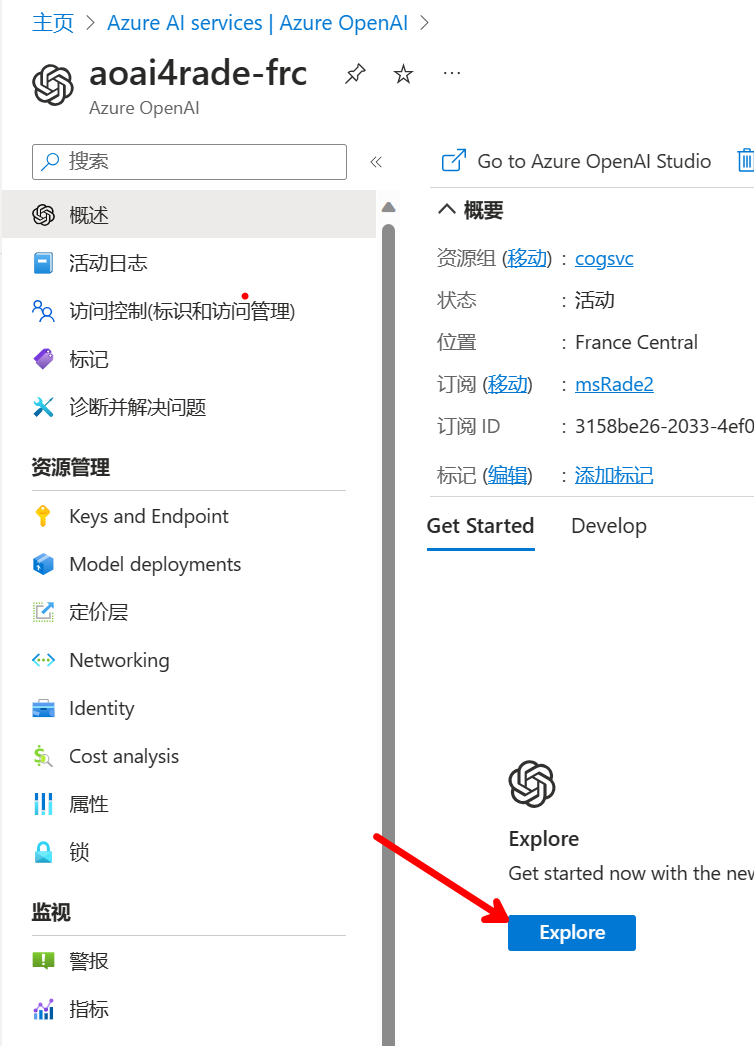 主页 > Azure AI services | Azure OpenAI >
aoai4rade-frc
Azure OpenAI
搜索
概述
活动日志
访问控制(标识和访问管理)
标记
诊断并解决问题
资源管理
Keys and Endpoint
Model deployments
定价层
Networking
Identity
Cost analysis
属性
锁
监视
警报
指标
Go to Azure OpenAI Studio
概要
资源组 (移动) : cogsvc
状态 : 活动
位置 : France Central
订阅 (移动) : msRade2
订阅 ID : 3158be26-2033-4ef0
标记 (编辑) : 添加标记
Get Started Develop
Explore
Get started now with the new
Explore